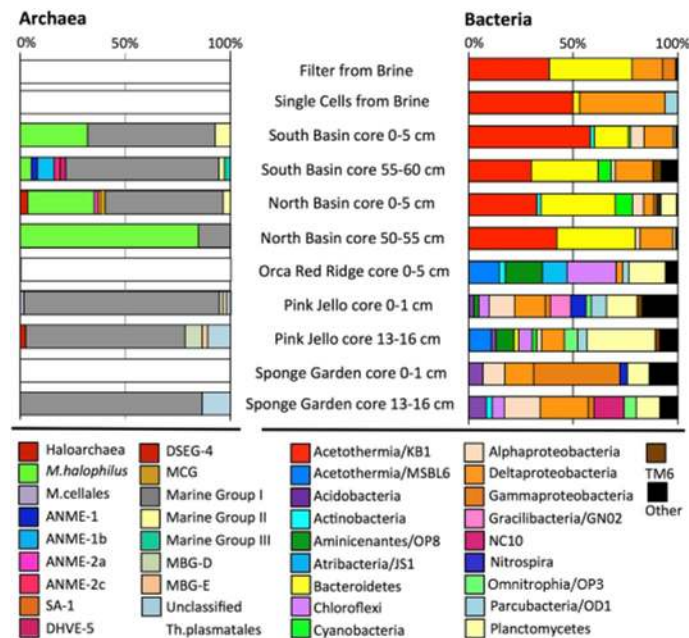 Archaea
Bacteria
0% 50% 100%
0% 50% 100%
Filter from Brine
Single Cells from Brine
South Basin core 0-5 cm
South Basin core 55-60 cm
North Basin core 0-5 cm
North Basin core 50-55 cm
Orca Red Ridge core 0-5 cm
Pink Jello core 0-1 cm
Pink Jello core 13-16 cm
Sponge Garden core 0-1 cm
Sponge Garden core 13-16 cm
Haloarchaea
M.halophilus
M.cellales
ANME-1
ANME-1b
ANME-2a
ANME-2c
SA-1
DHVE-5
DSEG-4
MCG
Marine Group I
Marine Group II
Marine Group III
MBG-D
MBG-E
Unclassified
Th.plasmatales
Acetothermia/KB1
Acetothermia/MSBL6
Acidobacteria
Actinobacteria
Aminicenantes/OP8
Atribacteria/JS1
Bacteroidetes
Chloroflexi
Cyanobacteria
Alphaproteobacteria
Deltaproteobacteria
Gammaproteobacteria
Gracilibacteria/GN02
NC10
Nitrospira
Omnitrophia/OP3
Parcubacteria/OD1
Planctomycetes
TM6
Other